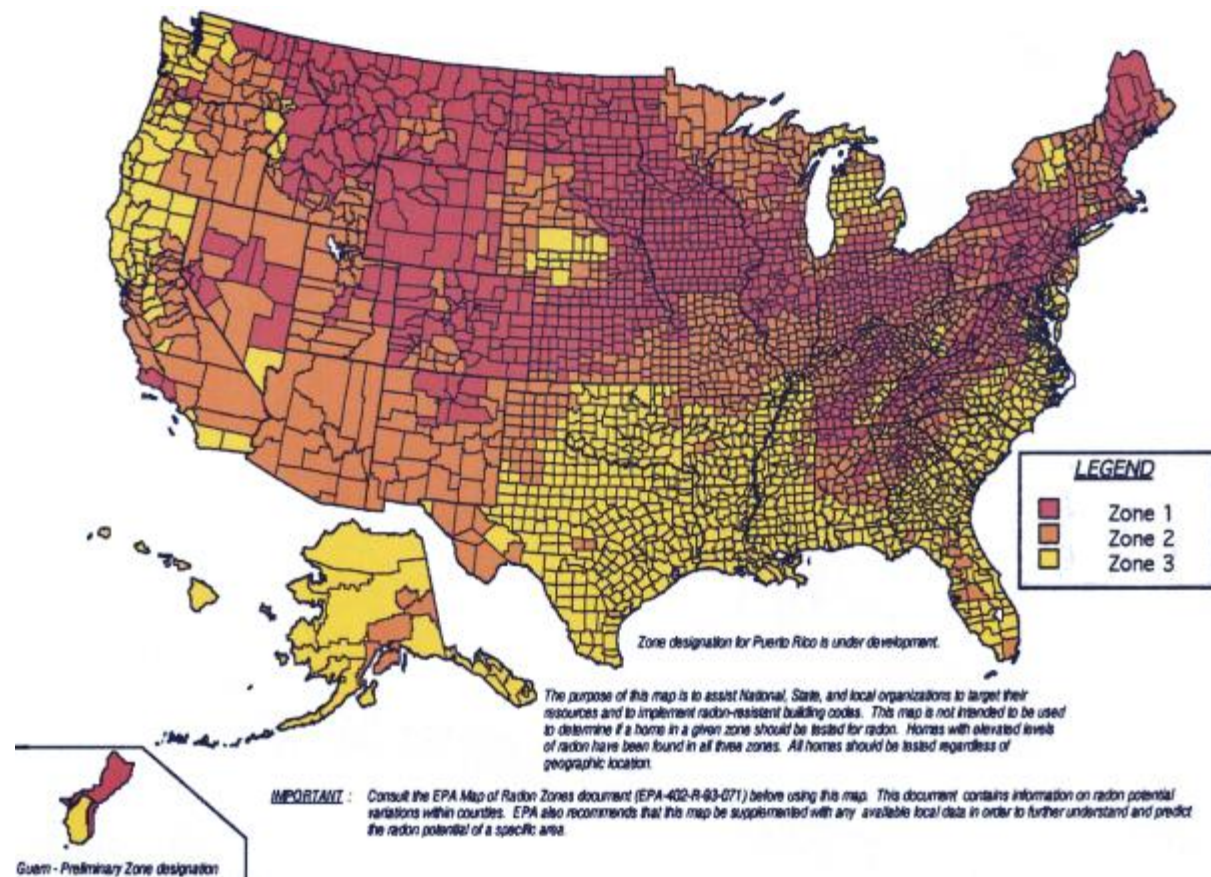 LEGEND
Zone 1
Zone 2
Zone 3
Zone designation for Puerto Rico is under development.
The purpose of this map is to assist National, State, and local organizations to target their
resources and to implement radon-resistant building codes. This map is not intended to be used
to determine if a home in a given zone should be tested for radon. Homes with elevated levels
of radon have been found in all three zones. All homes should be tested regardless of
geographic location.
IMPORTANT : Consult the EPA Map of Radon Zones document (EPA-402-R-93-071) before using this map. This document contains information on radon potential
variations within counties. EPA also recommends that this map be supplemented with any available local data in order to further understand and predict
the radon potential of a specific area.
Guam - Preliminary Zone designation